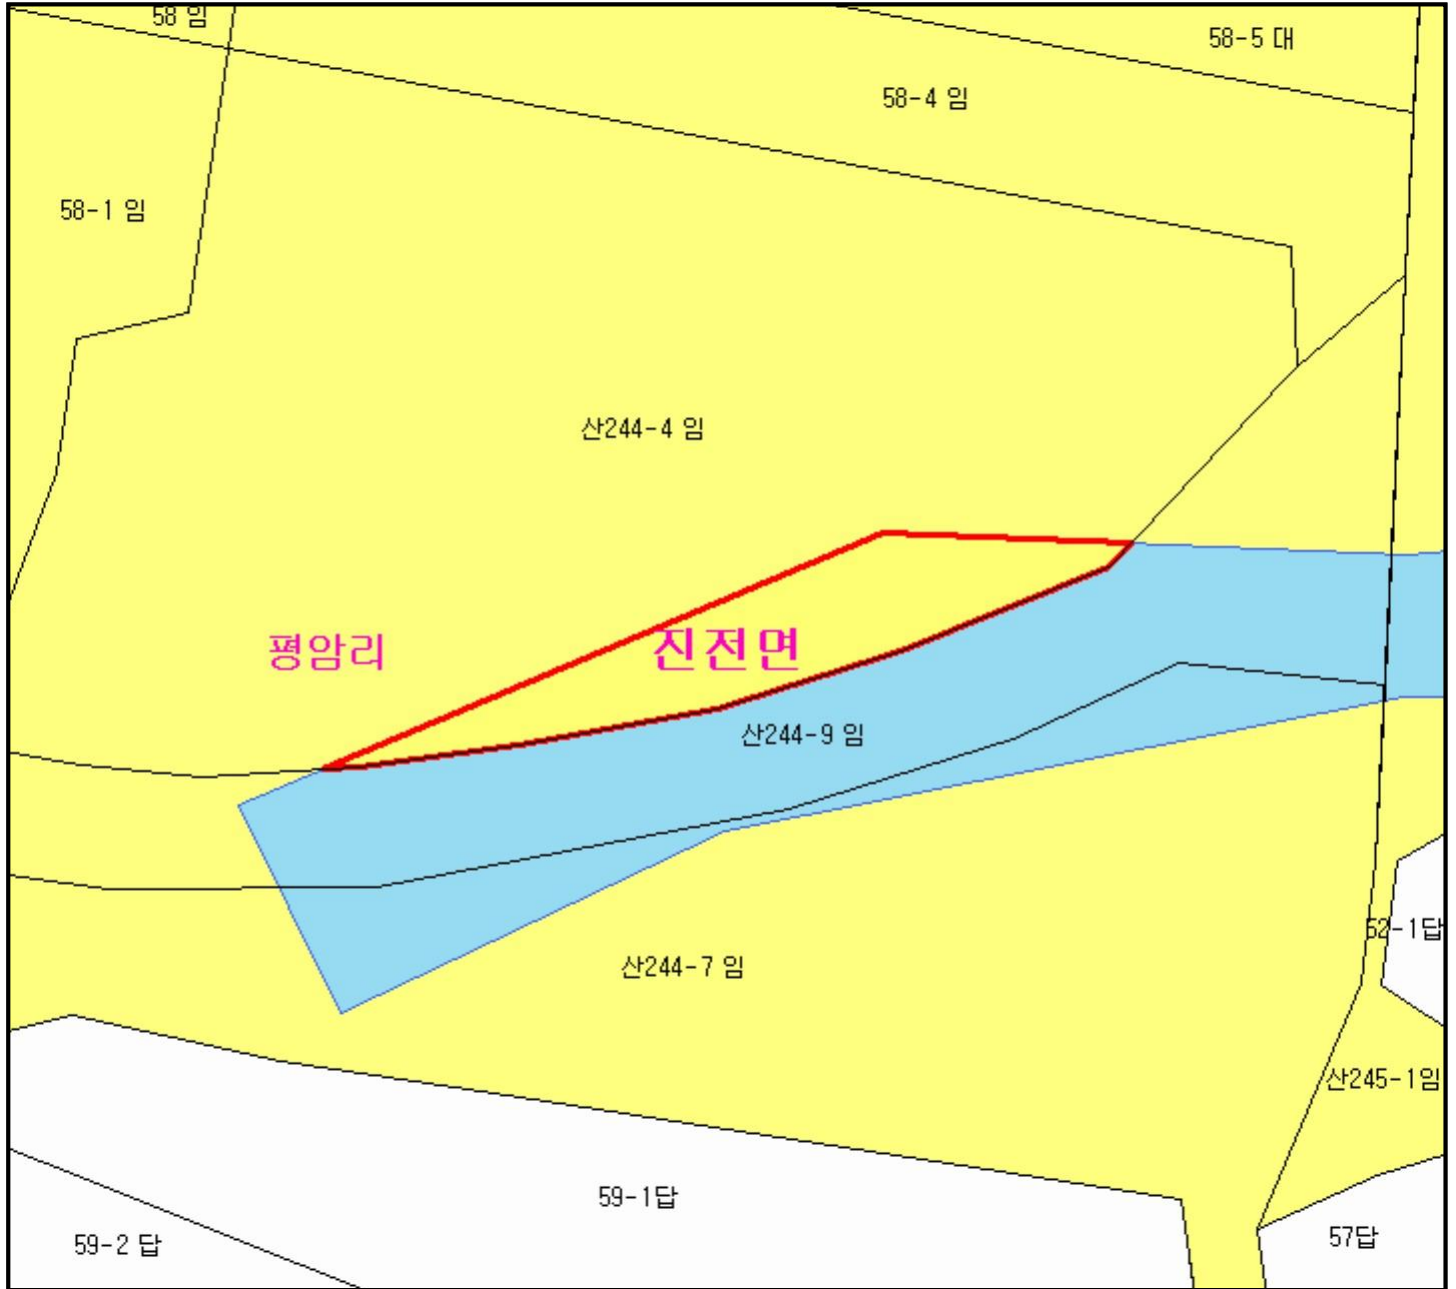 58 임
58-5 대
58-4 임
58-1 임
산244-4 임
평암리
진전면
산244-9 임
52-1답
산244-7 임
산245-1임
59-1답
59-2 답
57답